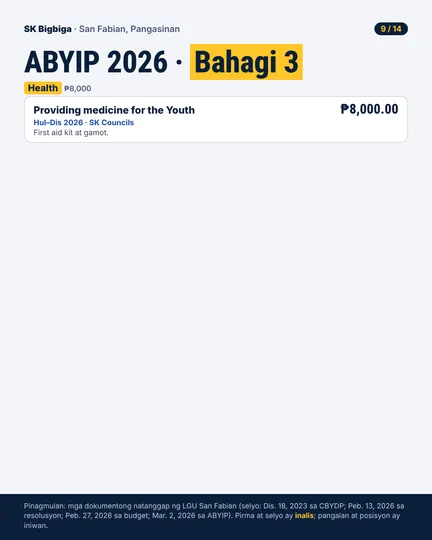 SK Bigbiga · San Fabian, Pangasinan
9 / 14
ABYIP 2026 · Bahagi 3
Health ₱8,000
Providing medicine for the Youth ₱8,000.00
Hul–Dis 2026 · SK Councils
First aid kit at gamot.
Pinagmulan: mga dokumentong natanggap ng LGU San Fabian (selyo: Dis. 18, 2023 sa CBYDP; Peb. 13, 2026 sa
resolusyon; Peb. 27, 2026 sa budget; Mar. 2, 2026 sa ABYIP). Pirma at selyo ay inalis; pangalan at posisyon ay
iniwan.